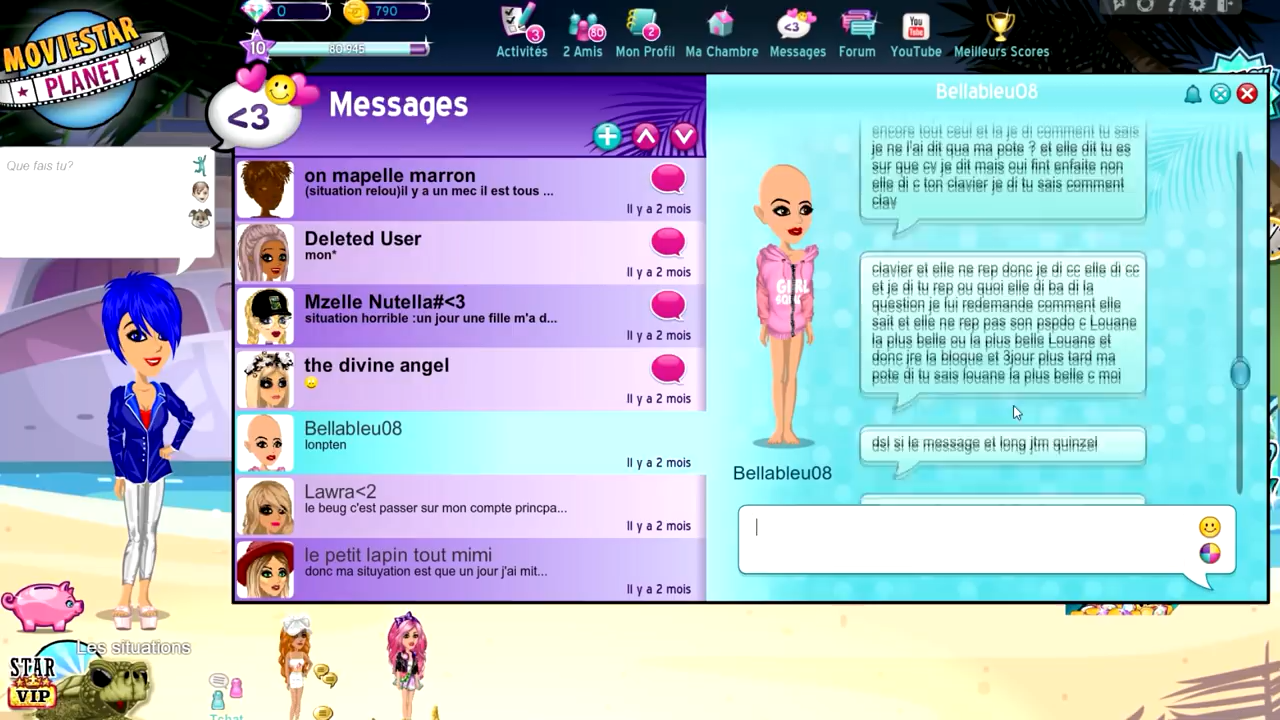 MOVIESTAR
PLANET
0
790
10
80 945
3
80
2
<3
You
Tube
Activités
2 Amis
Mon Profil
Ma Chambre
Messages
Forum
YouTube
Meilleurs Scores
Que fais tu?
<3
Messages
on mapelle marron
(situation relou)il y a un mec il est tous ...
Il y a 2 mois
Deleted User
mon*
Il y a 2 mois
Mzelle Nutella#<3
situation horrible :un jour une fille m'a d...
Il y a 2 mois
the divine angel
Il y a 2 mois
Bellableu08
lonpten
Il y a 2 mois
Lawra<2
le beug c'est passer sur mon compte princpa...
Il y a 2 mois
le petit lapin tout mimi
donc ma situyation est que un jour j'ai mit...
Il y a 2 mois
Bellableu08
encore tout ceul et la je di comment tu sais
je ne l'ai dit qua ma pote ? et elle dit tu es
sur que cv je dit mais oui fint enfaite non
elle di c ton clavier je di tu sais comment
clav
clavier et elle ne rep donc je di cc elle di cc
et je di tu rep ou quoi elle di ba di la
question je lui redemande comment elle
sait et elle ne rep pas son pspdo c Louane
la plus belle ou la plus belle Louane et
donc jre la bloque et 3jour plus tard ma
pote di tu sais louane la plus belle c moi
dsl si le message et long jtm quinzel
GIRL
Bellableu08
Les situations
STAR
VIP
Tchat